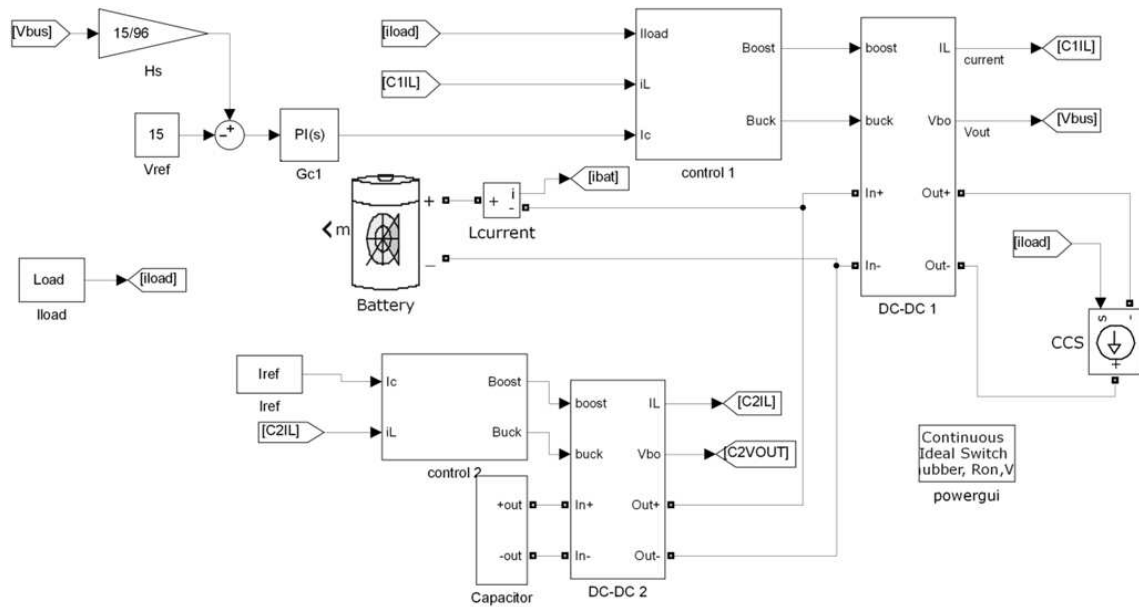 [Vbus]
15/96
Hs
15
Vref
PI(s)
Gc1
[iload]
[C1IL]
Iload
iL
Ic
Boost
Buck
control 1
boost
buck
In+
In-
IL
Vbo
Out+
Out-
DC-DC 1
current
Vout
[C1IL]
[Vbus]
[iload]
s
-
+
CCS
m
+
_
Battery
+
i
-
Lcurrent
[ibat]
Load
Iload
[iload]
Iref
Iref
[C2IL]
Ic
iL
Boost
Buck
control 2
boost
buck
In+
In-
IL
Vbo
Out+
Out-
DC-DC 2
[C2IL]
[C2VOUT]
+out
-out
Capacitor
Continuous
Ideal Switch
nubber, Ron,V
powergui